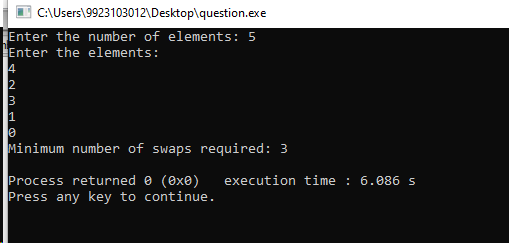 C:\Users\9923103012\Desktop\question.exe
Enter the number of elements: 5
Enter the elements:
4
2
3
1
0
Minimum number of swaps required: 3
Process returned 0 (0x0)   execution time : 6.086 s
Press any key to continue.